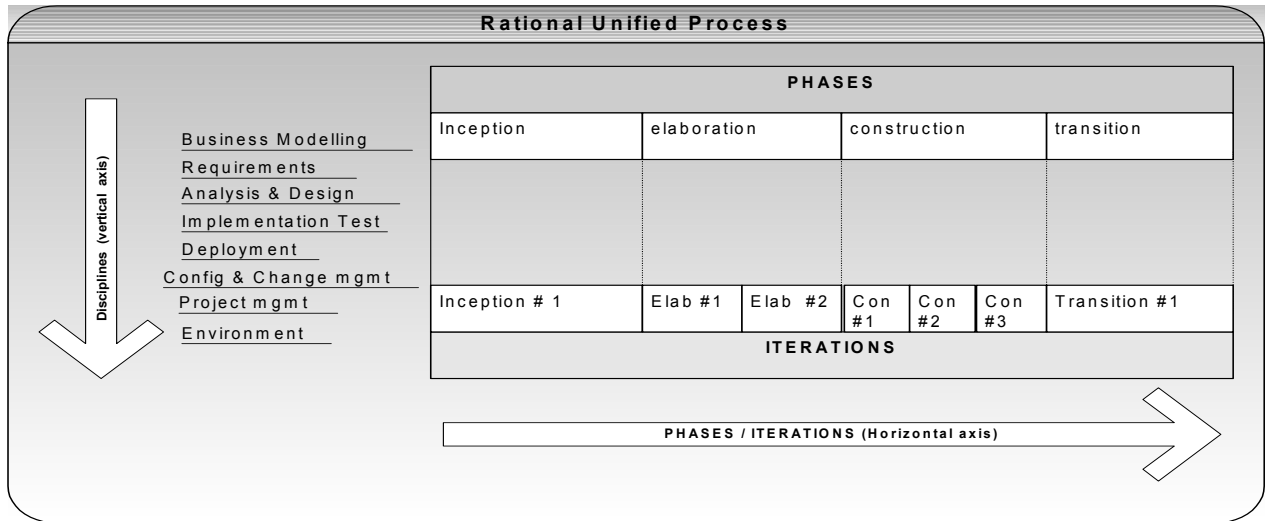 Rational Unified Process
PHASES
Inception
elaboration
construction
transition
Disciplines (vertical axis)
Business Modelling
Requirements
Analysis & Design
Implementation Test
Deployment
Config & Change mgmt
Project mgmt
Environment
Inception # 1
Elab #1
Elab #2
Con
#1
Con
#2
Con
#3
Transition #1
ITERATIONS
PHASES / ITERATIONS (Horizontal axis)